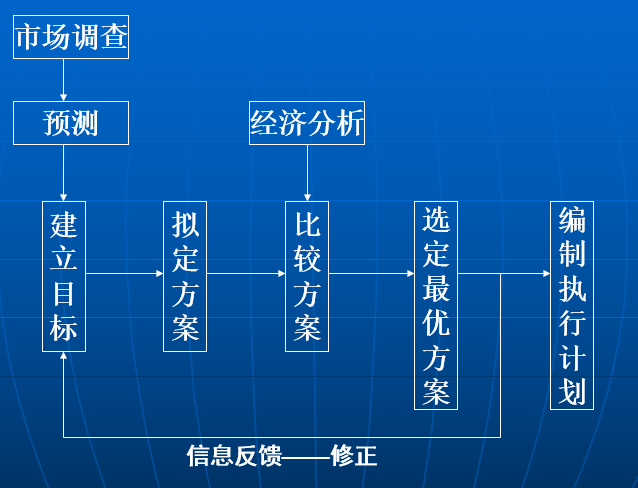 市场调查
预测
经济分析
建立目标
拟定方案
比较方案
选定最优方案
编制执行计划
信息反馈——修正